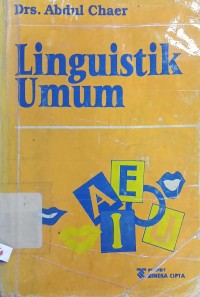 Drs. Abdul Chaer
Linguistik
Umum
A E I U
RINEKA CIPTA